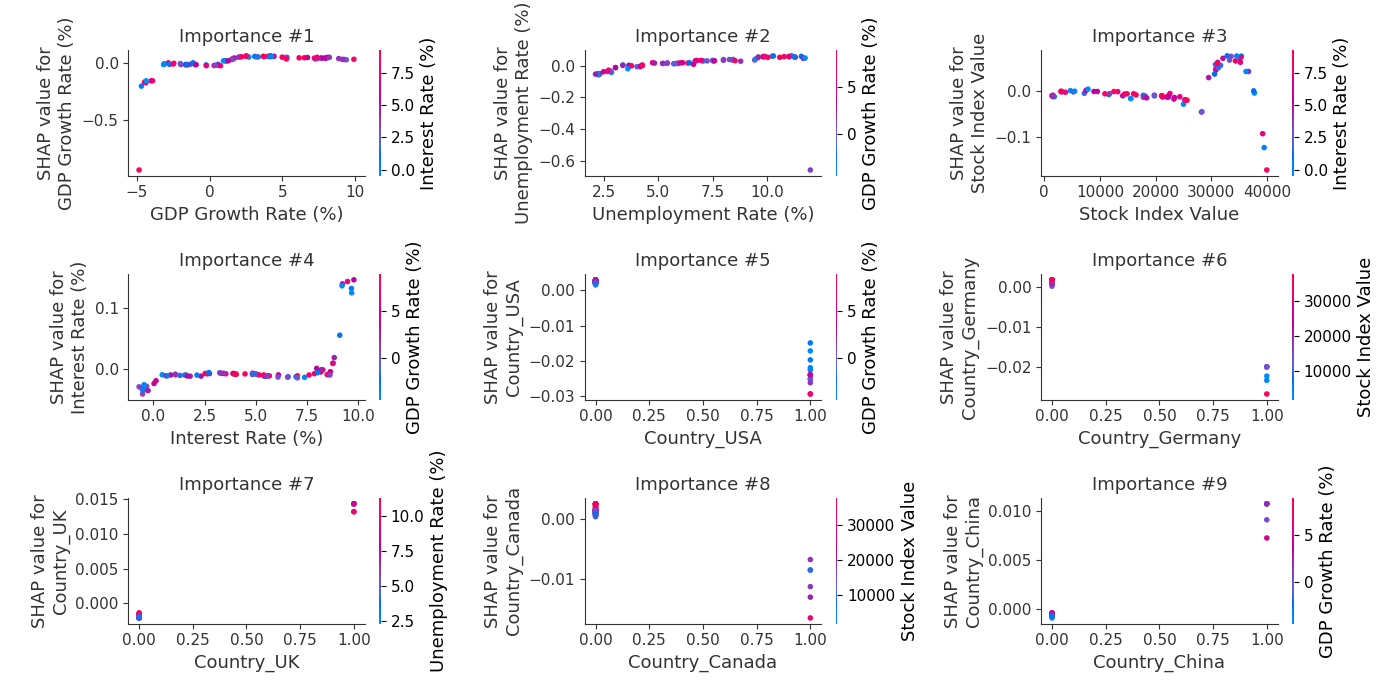 Importance #1
SHAP value for
GDP Growth Rate (%)
0.0
−0.5
−5
0
5
10
GDP Growth Rate (%)
7.5
5.0
2.5
0.0
Interest Rate (%)
Importance #2
SHAP value for
Unemployment Rate (%)
0.0
−0.2
−0.4
−0.6
2.5
5.0
7.5
10.0
Unemployment Rate (%)
5
0
GDP Growth Rate (%)
Importance #3
SHAP value for
Stock Index Value
0.0
−0.1
0
10000
20000
30000
40000
Stock Index Value
7.5
5.0
2.5
0.0
Interest Rate (%)
Importance #4
SHAP value for
Interest Rate (%)
0.1
0.0
0.0
2.5
5.0
7.5
10.0
Interest Rate (%)
5
0
GDP Growth Rate (%)
Importance #5
SHAP value for
Country_USA
0.00
−0.01
−0.02
−0.03
0.00
0.25
0.50
0.75
1.00
Country_USA
5
0
GDP Growth Rate (%)
Importance #6
SHAP value for
Country_Germany
0.00
−0.01
−0.02
0.00
0.25
0.50
0.75
1.00
Country_Germany
30000
20000
10000
Stock Index Value
Importance #7
SHAP value for
Country_UK
0.015
0.010
0.005
0.000
0.00
0.25
0.50
0.75
1.00
Country_UK
10.0
7.5
5.0
2.5
Unemployment Rate (%)
Importance #8
SHAP value for
Country_Canada
0.00
−0.01
0.00
0.25
0.50
0.75
1.00
Country_Canada
30000
20000
10000
Stock Index Value
Importance #9
SHAP value for
Country_China
0.010
0.005
0.000
0.00
0.25
0.50
0.75
1.00
Country_China
5
0
GDP Growth Rate (%)